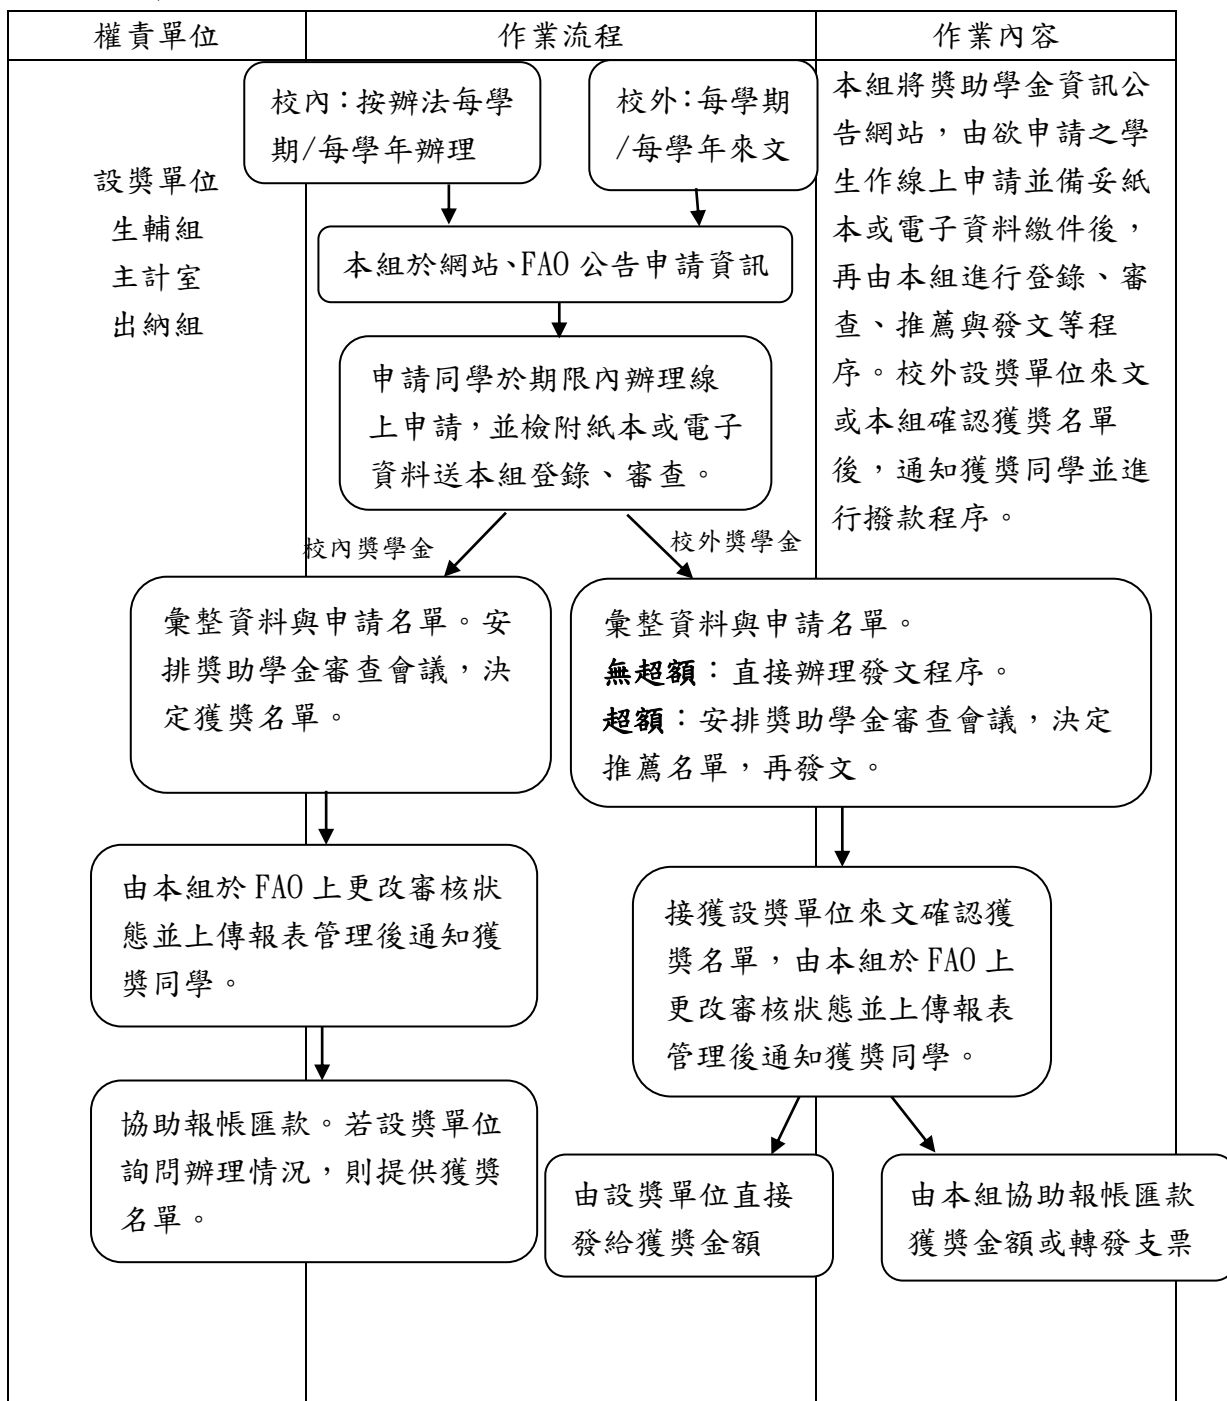 權責單位
作業流程
作業內容
設獎單位
生輔組
主計室
出納組
校內：按辦法每學
期/每學年辦理
校外：每學期
/每學年來文
本組於網站、FAO 公告申請資訊
申請同學於期限內辦理線
上申請，並檢附紙本或電子
資料送本組登錄、審查。
校內獎學金
校外獎學金
彙整資料與申請名單。安
排獎助學金審查會議，決
定獲獎名單。
彙整資料與申請名單。
無超額：直接辦理發文程序。
超額：安排獎助學金審查會議，決定
推薦名單，再發文。
由本組於 FAO 上更改審核狀
態並上傳報表管理後通知獲
獎同學。
接獲設獎單位來文確認獲
獎名單，由本組於 FAO 上
更改審核狀態並上傳報表
管理後通知獲獎同學。
協助報帳匯款。若設獎單位
詢問辦理情況，則提供獲獎
名單。
由設獎單位直接
發給獲獎金額
由本組協助報帳匯款
獲獎金額或轉發支票
本組將獎助學金資訊公
告網站，由欲申請之學
生作線上申請並備妥紙
本或電子資料繳件後，
再由本組進行登錄、審
查、推薦與發文等程
序。校外設獎單位來文
或本組確認獲獎名單
後，通知獲獎同學並進
行撥款程序。